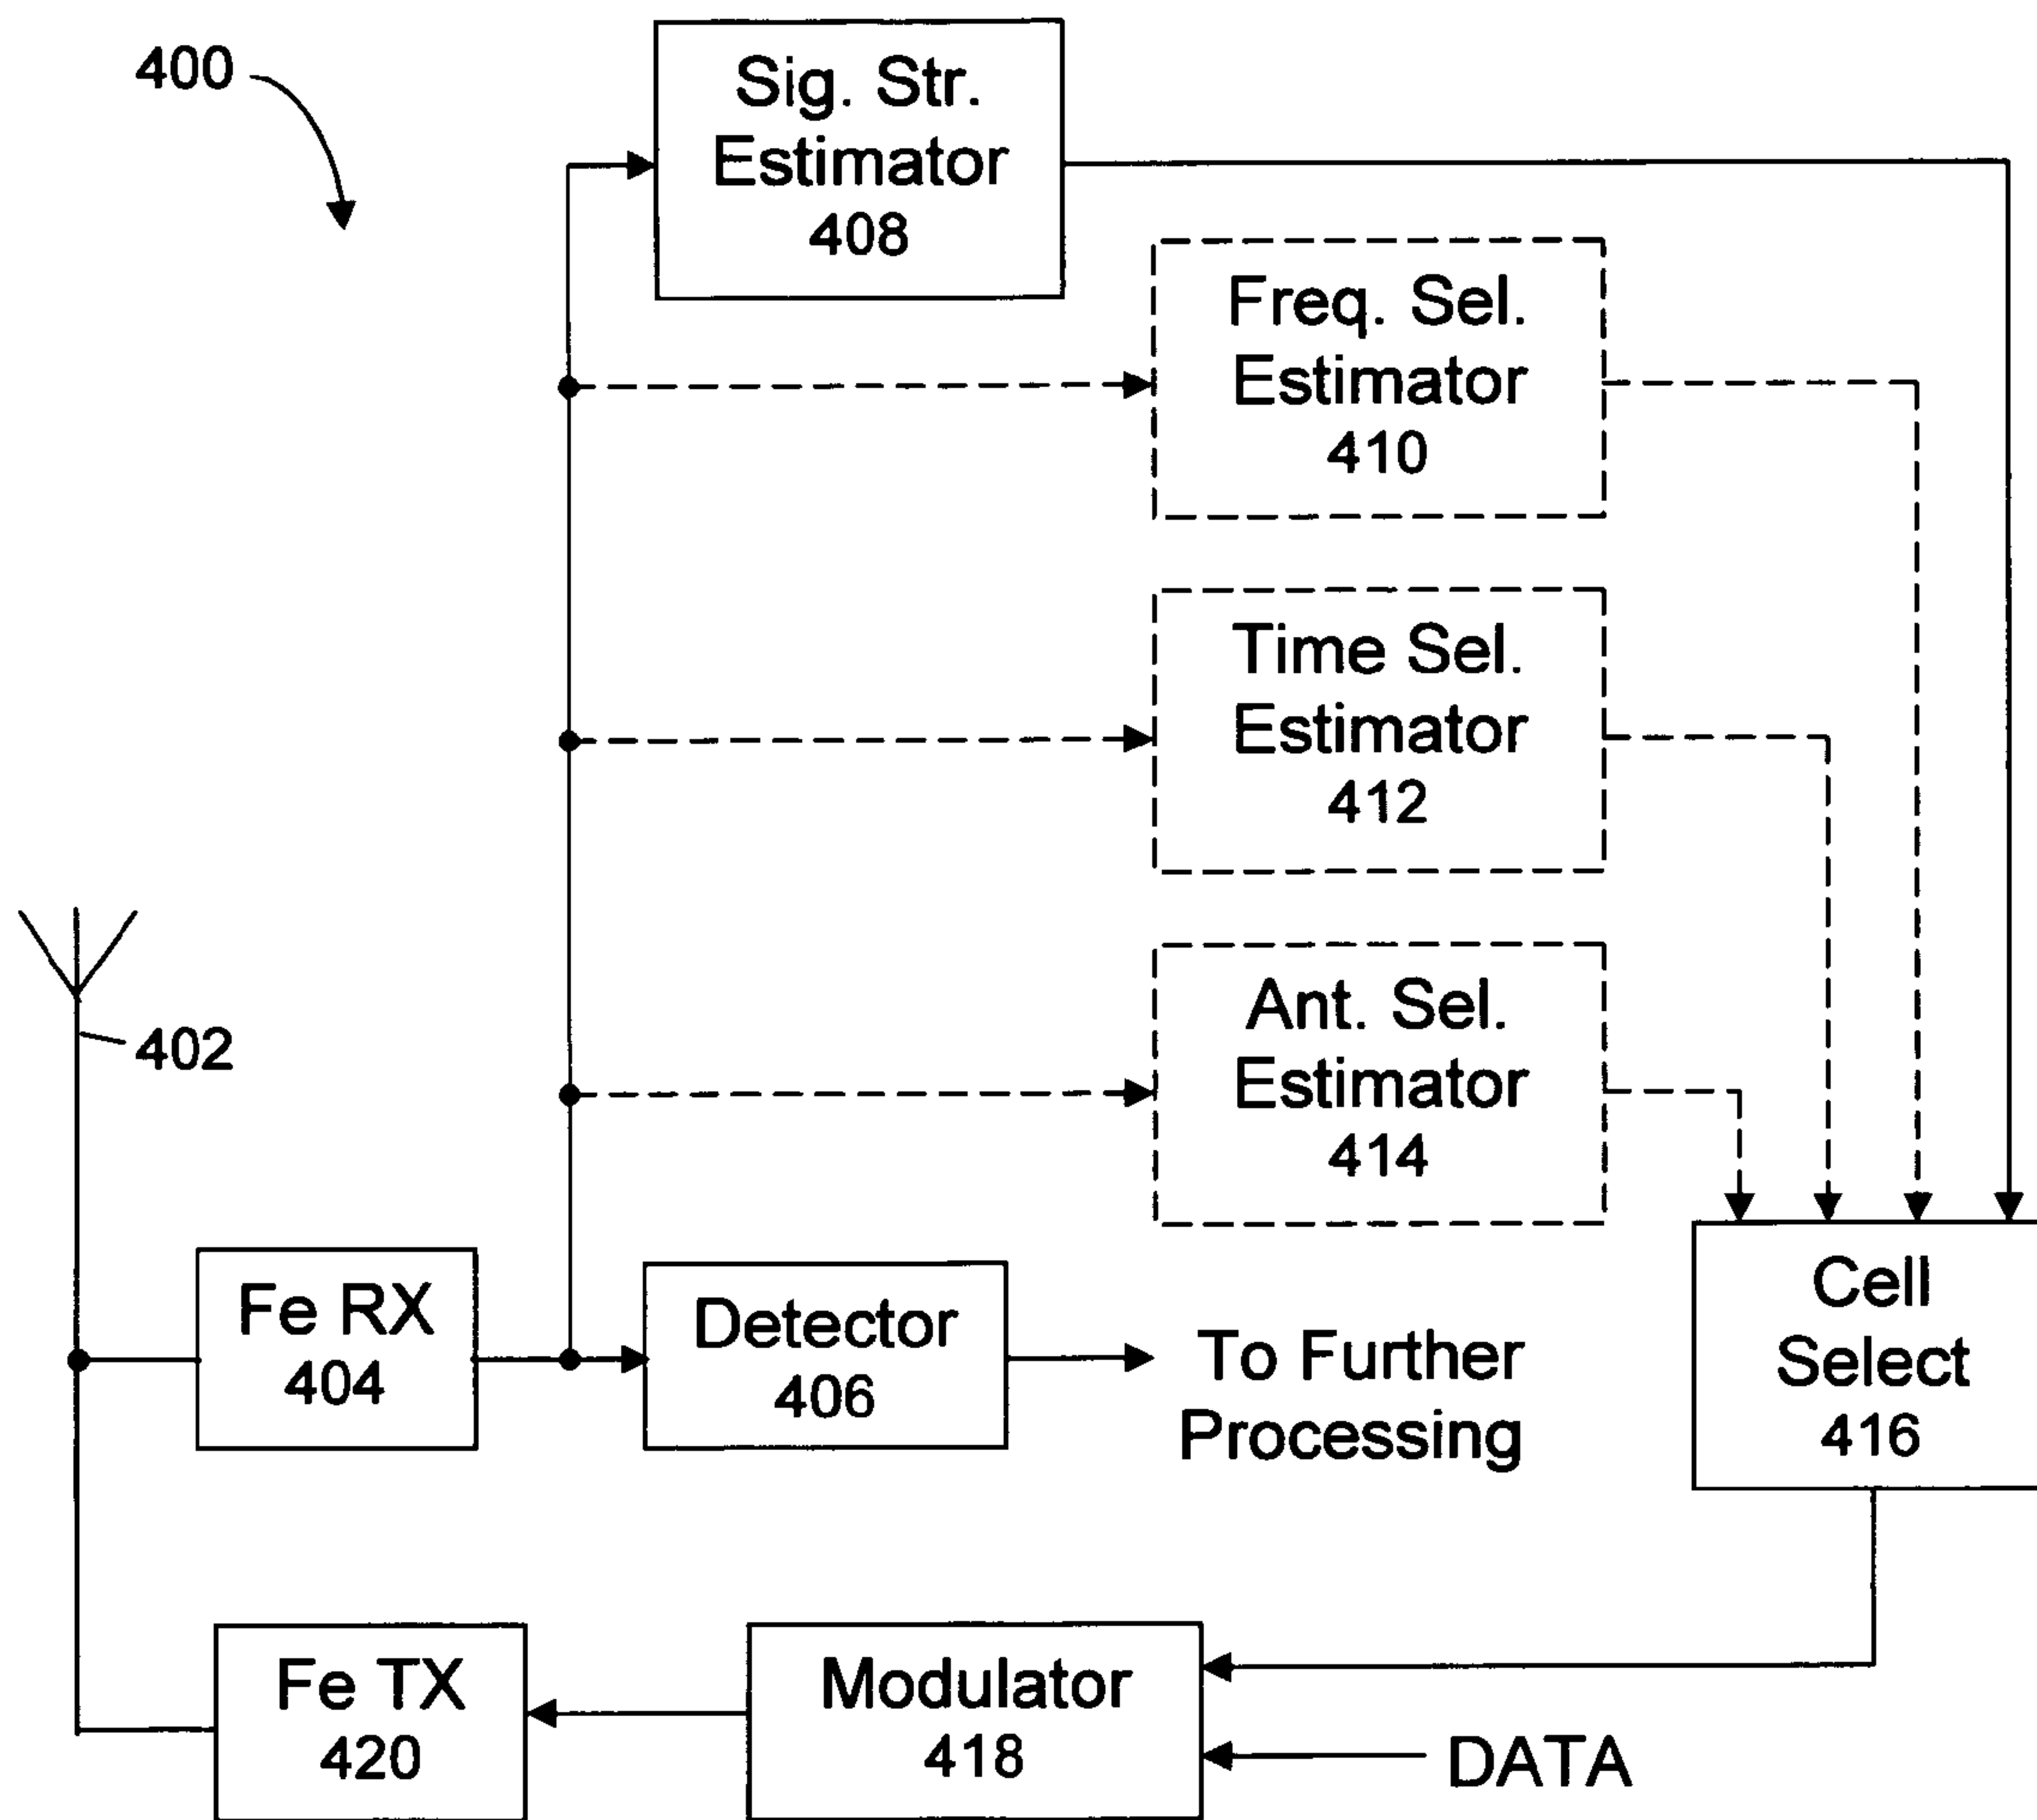 400
Sig. Str.
Estimator
408
Freq. Sel.
Estimator
410
Time Sel.
Estimator
412
Ant. Sel.
Estimator
414
402
Fe RX
404
Detector
406
To Further
Processing
Cell
Select
416
Fe TX
420
Modulator
418
DATA